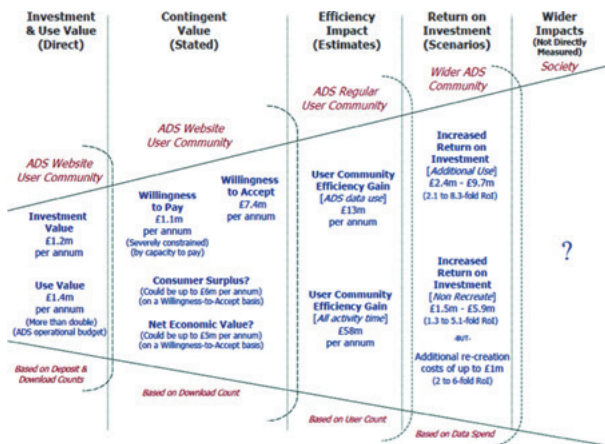 Investment
& Use Value
(Direct)
Contingent
Value
(Stated)
Efficiency
Impact
(Estimates)
Return on
Investment
(Scenarios)
Wider
Impacts
(Not Directly
Measured)
Society
Wider ADS
Community
ADS Regular
User Community
ADS Website
User Community
ADS Website
User Community
Investment
Value
£1.2m
per annum
Use Value
£1.4m
per annum
(More than double)
(ADS operational budget)
Based on Deposit &
Download Counts
Willingness
to Pay
£1.1m
per annum
(Severely constrained)
(by capacity to pay)
Willingness
to Accept
£7.4m
per annum
Consumer Surplus?
(Could be up to £6m per annum)
(on a Willingness-to-Accept basis)
Net Economic Value?
(Could be up to £5m per annum)
(on a Willingness-to-Accept basis)
Based on Download Count
User Community
Efficiency Gain
[ADS data use]
£13m
per annum
User Community
Efficiency Gain
[All activity time]
£58m
per annum
Based on User Count
Increased
Return on
Investment
[Additional Use]
£2.4m - £9.7m
(2.1 to 8.3-fold RoI)
Increased
Return on
Investment
[Non Recreate]
£1.5m - £5.9m
(1.3 to 5.1-fold RoI)
-BUT-
Additional re-creation
costs of up to £1m
(2 to 6-fold RoI)
Based on Data Spend
?